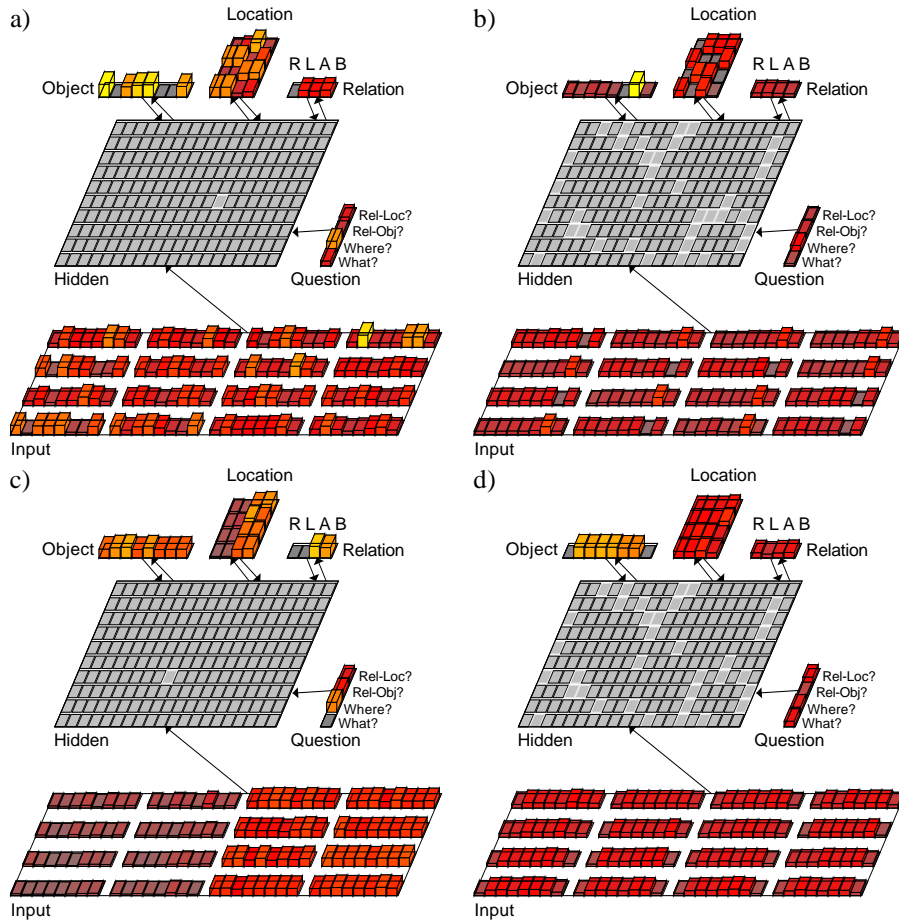 a)
Location
Object
R L A B
Relation
Rel-Loc?
Rel-Obj?
Where?
What?
Hidden
Question
Input
b)
Location
Object
R L A B
Relation
Rel-Loc?
Rel-Obj?
Where?
What?
Hidden
Question
Input
c)
Location
Object
R L A B
Relation
Rel-Loc?
Rel-Obj?
Where?
What?
Hidden
Question
Input
d)
Location
Object
R L A B
Relation
Rel-Loc?
Rel-Obj?
Where?
What?
Hidden
Question
Input